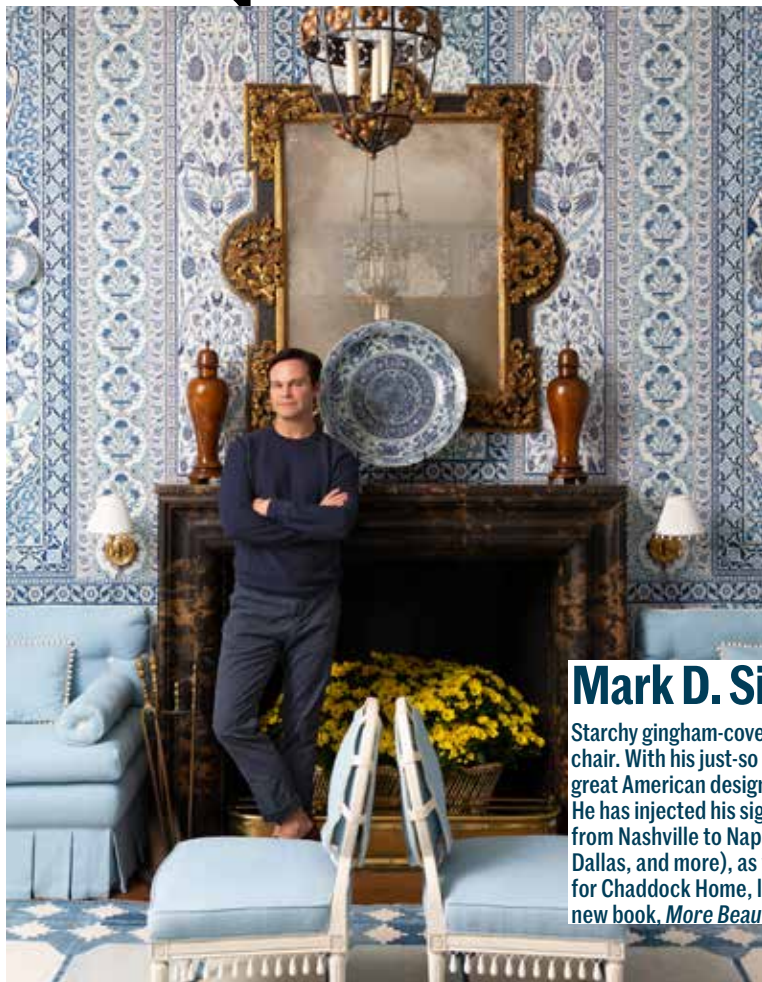 Mark D. Si
Starchy gingham-cove
chair. With his just-so
great American design
He has injected his sig
from Nashville to Nap
Dallas, and more), as
for Chaddock Home, l
new book, More Beau